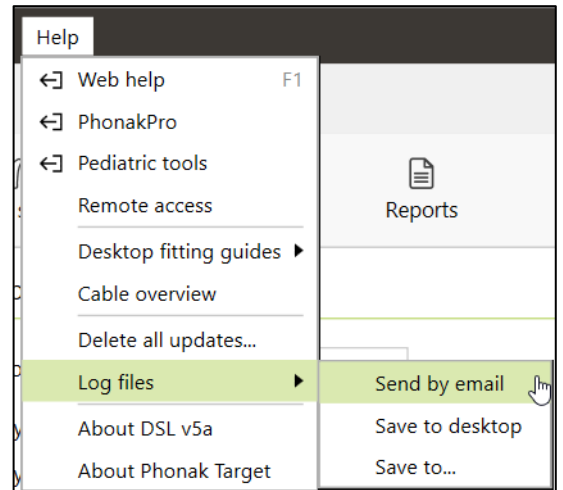 Help
Web help F1
PhonakPro
Pediatric tools
Remote access
Reports
Desktop fitting guides
Cable overview
Delete all updates...
Log files
Send by email
About DSL v5a
Save to desktop
About Phonak Target
Save to...